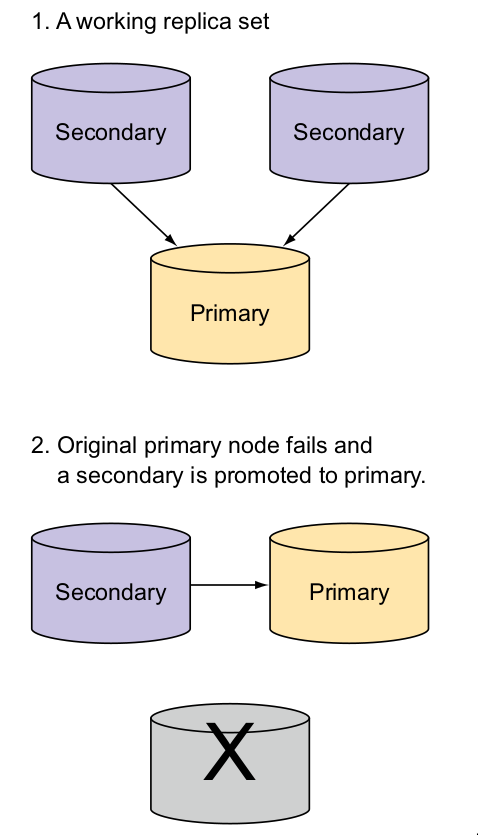 1. A working replica set
Secondary
Secondary
Primary
2. Original primary node fails and
a secondary is promoted to primary.
Secondary
Primary
X